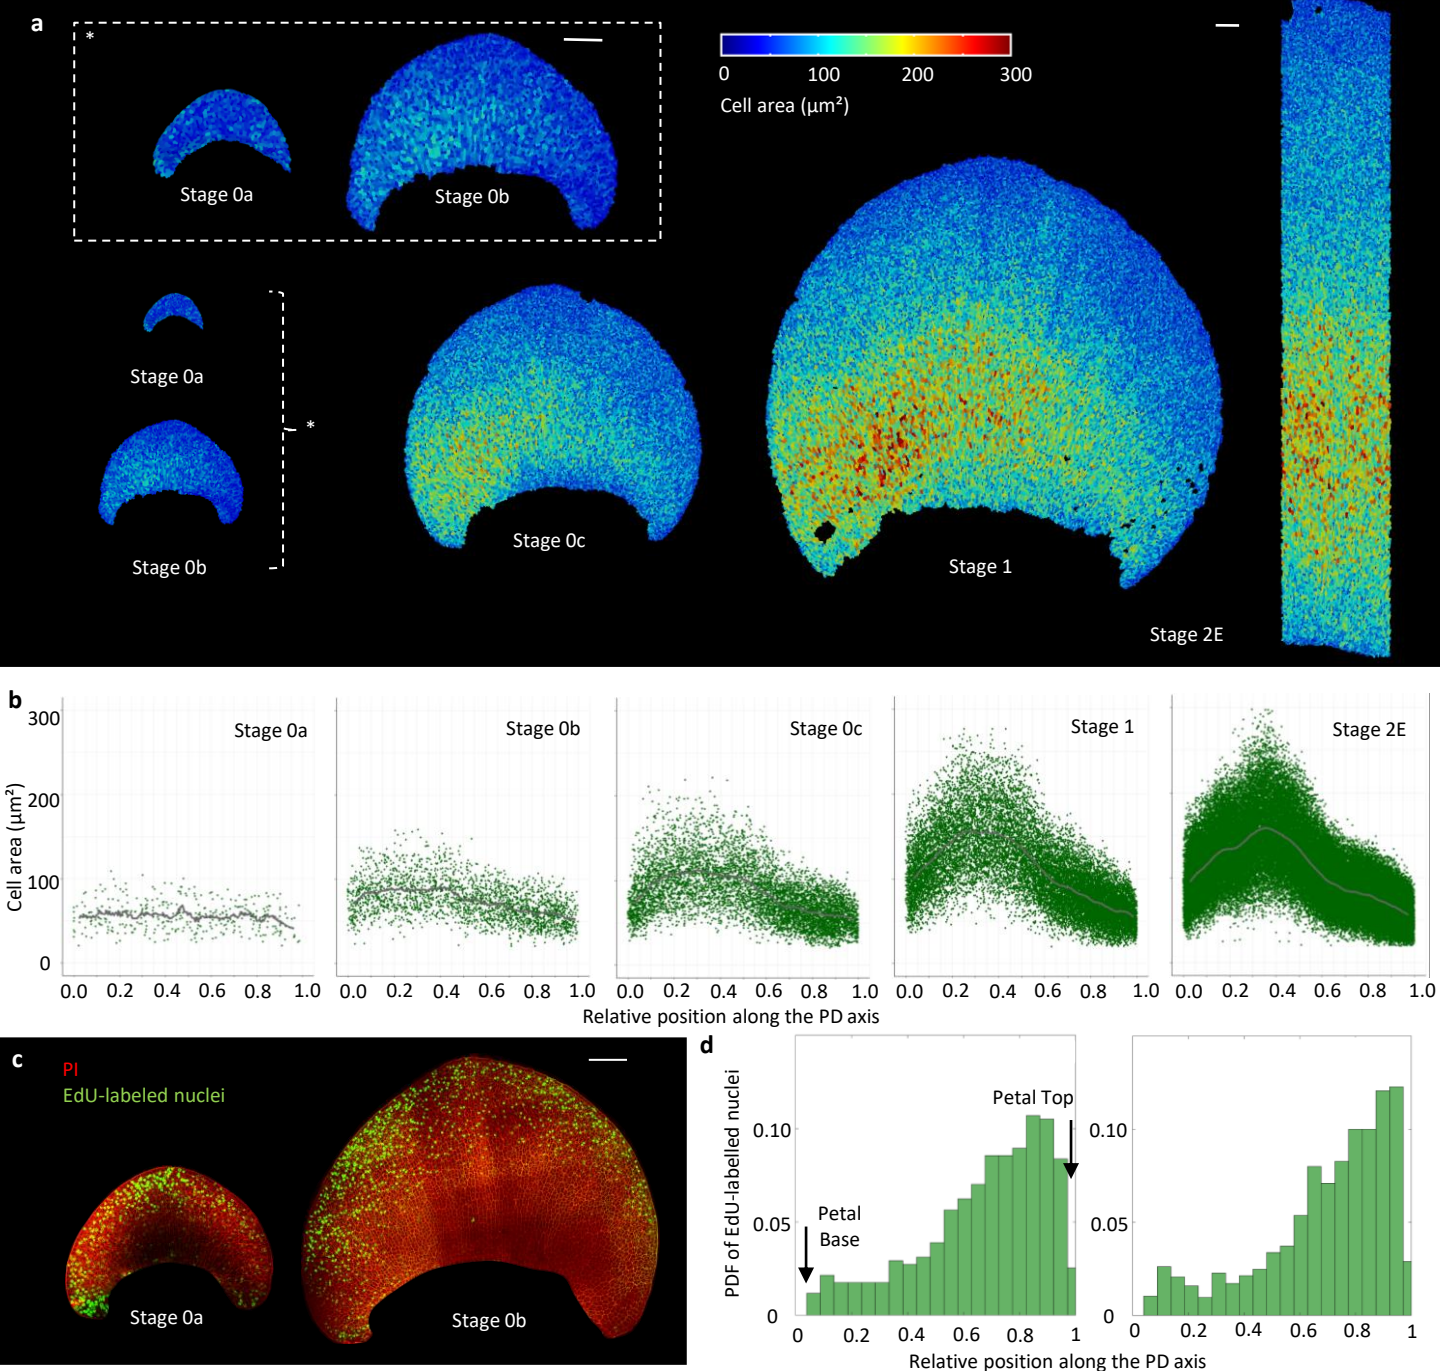 a
*
Stage 0a
Stage 0b
0 100 200 300
Cell area (µm²)
Stage 0a
*
Stage 0b
Stage 0c
Stage 1
Stage 2E
b
Cell area (µm²)
300
200
100
0
Stage 0a
Stage 0b
Stage 0c
Stage 1
Stage 2E
0.0 0.2 0.4 0.6 0.8 1.0
0.0 0.2 0.4 0.6 0.8 1.0
0.0 0.2 0.4 0.6 0.8 1.0
0.0 0.2 0.4 0.6 0.8 1.0
0.0 0.2 0.4 0.6 0.8 1.0
Relative position along the PD axis
c
PI
EdU-labeled nuclei
Stage 0a
Stage 0b
d
PDF of EdU-labelled nuclei
0.10
0.05
0
Petal Top
Petal
Base
0 0.2 0.4 0.6 0.8 1
0.10
0.05
0
0 0.2 0.4 0.6 0.8 1
Relative position along the PD axis